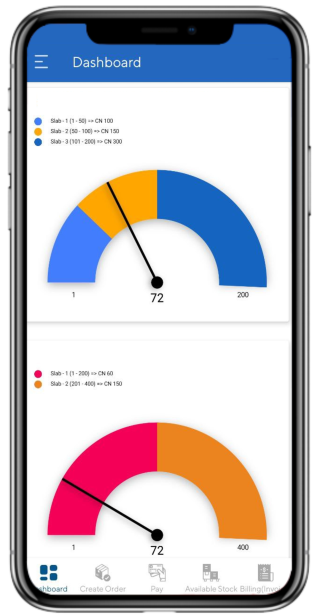 Dashboard
Slab - 1 (1 - 50) => CN 100
Slab - 2 (50 - 100) => CN 150
Slab - 3 (101 - 200) => CN 300
1
72
200
Slab - 1 (1 - 200) => CN 60
Slab - 2 (201 - 400) => CN 150
1
72
400
hboard Create Order Pay Available Stock Billing(Invo